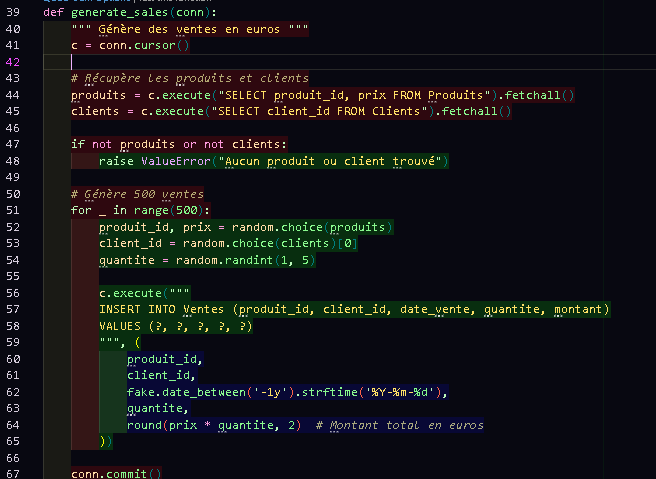 39 def generate_sales(conn):
40     """ Génère des ventes en euros """
41     c = conn.cursor()
42
43     # Récupère les produits et clients
44     produits = c.execute("SELECT produit_id, prix FROM Produits").fetchall()
45     clients = c.execute("SELECT client_id FROM Clients").fetchall()
46
47     if not produits or not clients:
48         raise ValueError("Aucun produit ou client trouvé")
49
50     # Génère 500 ventes
51     for _ in range(500):
52         produit_id, prix = random.choice(produits)
53         client_id = random.choice(clients)[0]
54         quantite = random.randint(1, 5)
55
56         c.execute("""
57         INSERT INTO Ventes (produit_id, client_id, date_vente, quantite, montant)
58         VALUES (?, ?, ?, ?, ?)
59         """, (
60             produit_id,
61             client_id,
62             fake.date_between('-1y').strftime('%Y-%m-%d'),
63             quantite,
64             round(prix * quantite, 2)  # Montant total en euros
65         ))
66
67     conn.commit()